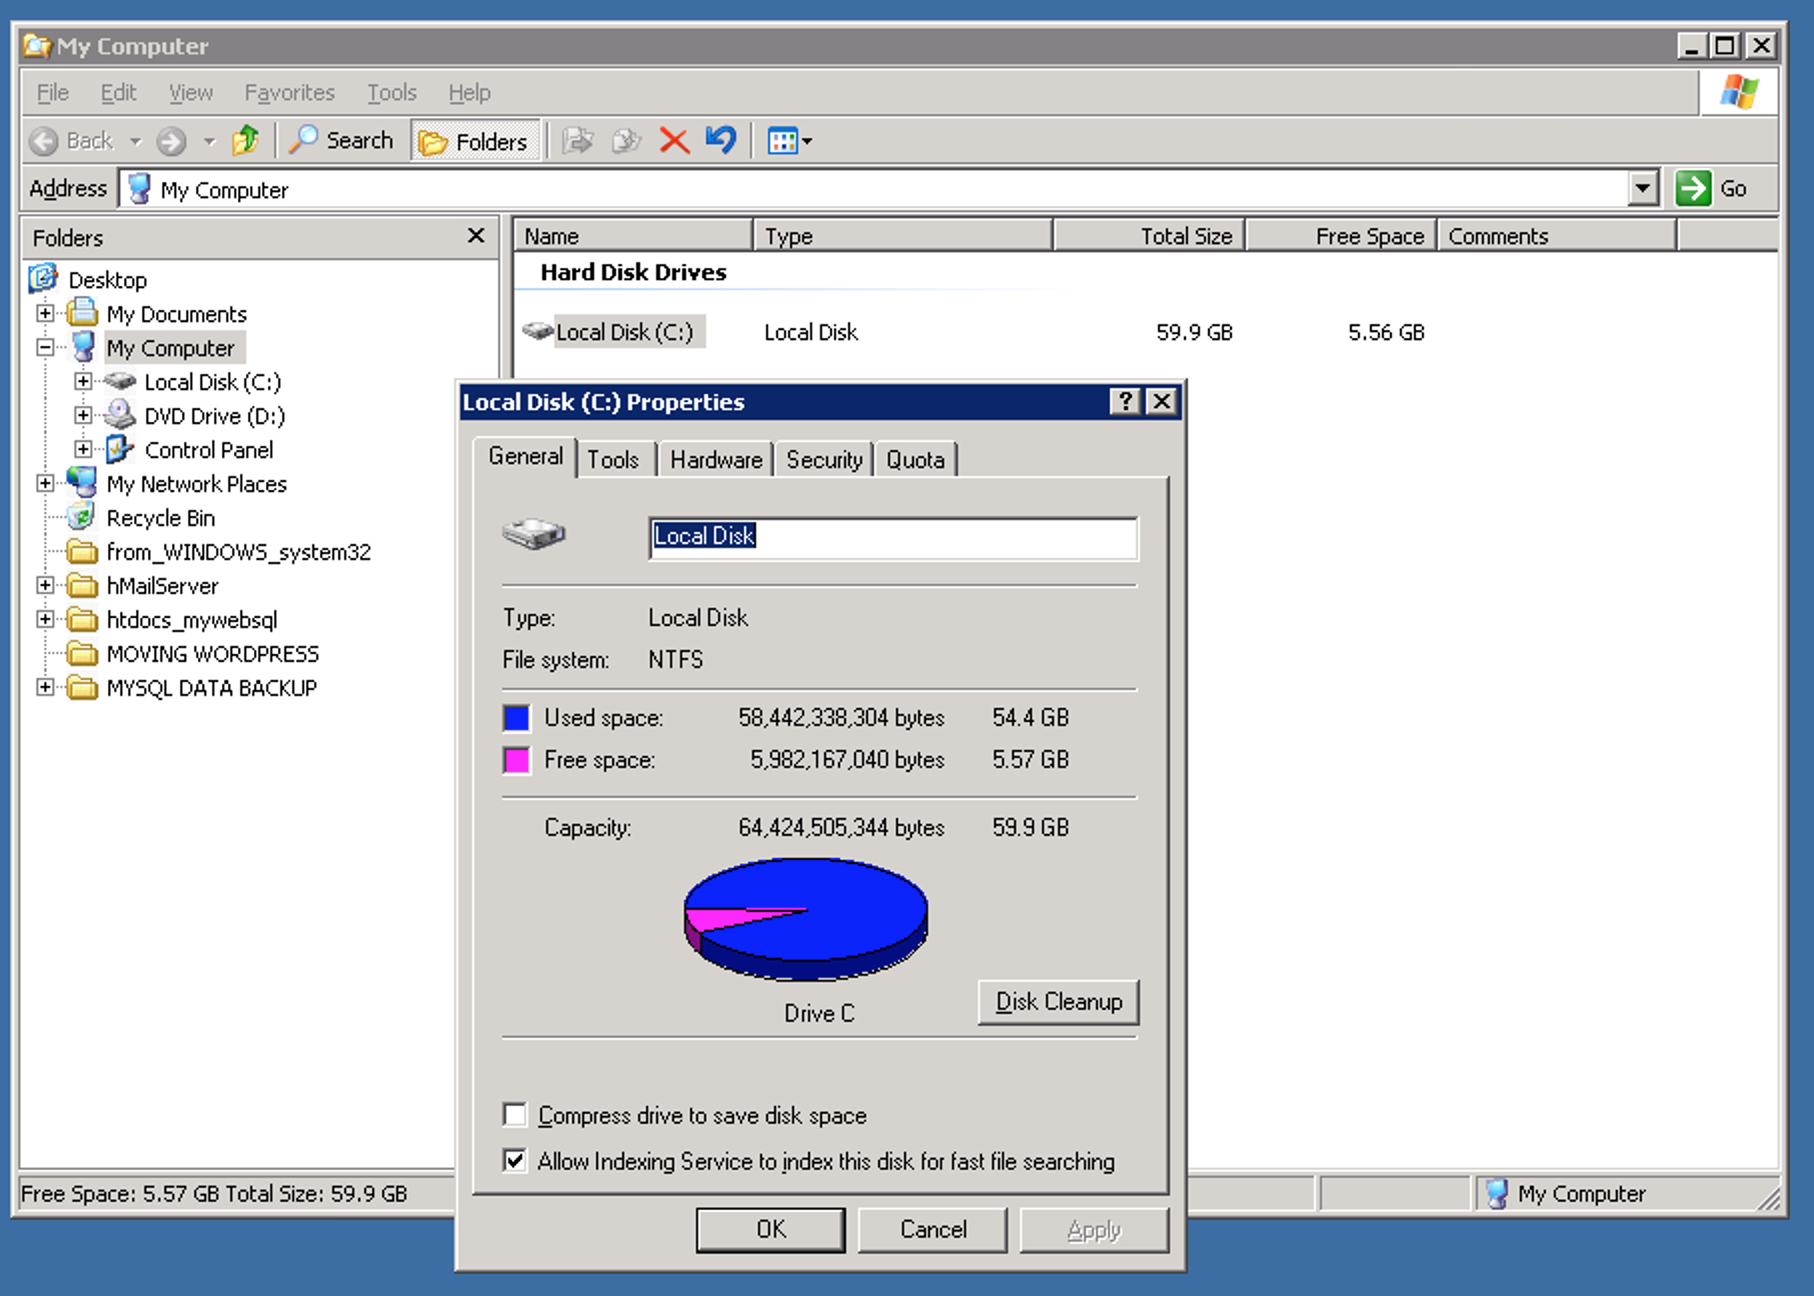 My Computer
File Edit View Favorites Tools Help
Back Search Folders
Address My Computer Go
Folders
Desktop
My Documents
My Computer
Local Disk (C:)
DVD Drive (D:)
Control Panel
My Network Places
Recycle Bin
from_WINDOWS_system32
hMailServer
htdocs_mywebsql
MOVING WORDPRESS
MYSQL DATA BACKUP
Name Type Total Size Free Space Comments
Hard Disk Drives
Local Disk (C:) Local Disk 59.9 GB 5.56 GB
Local Disk (C:) Properties
General Tools Hardware Security Quota
Local Disk
Type: Local Disk
File system: NTFS
Used space: 58,442,338,304 bytes 54.4 GB
Free space: 5,982,167,040 bytes 5.57 GB
Capacity: 64,424,505,344 bytes 59.9 GB
Drive C
Disk Cleanup
Compress drive to save disk space
Allow Indexing Service to index this disk for fast file searching
OK Cancel Apply
Free Space: 5.57 GB Total Size: 59.9 GB
My Computer